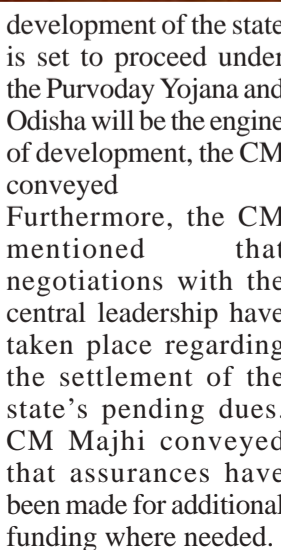 development of the state
is set to proceed under
the Purvoday Yojana and
Odisha will be the engine
of development, the CM
conveyed
Furthermore, the CM
mentioned that
negotiations with the
central leadership have
taken place regarding
the settlement of the
state's pending dues.
CM Majhi conveyed
that assurances have
been made for additional
funding where needed.